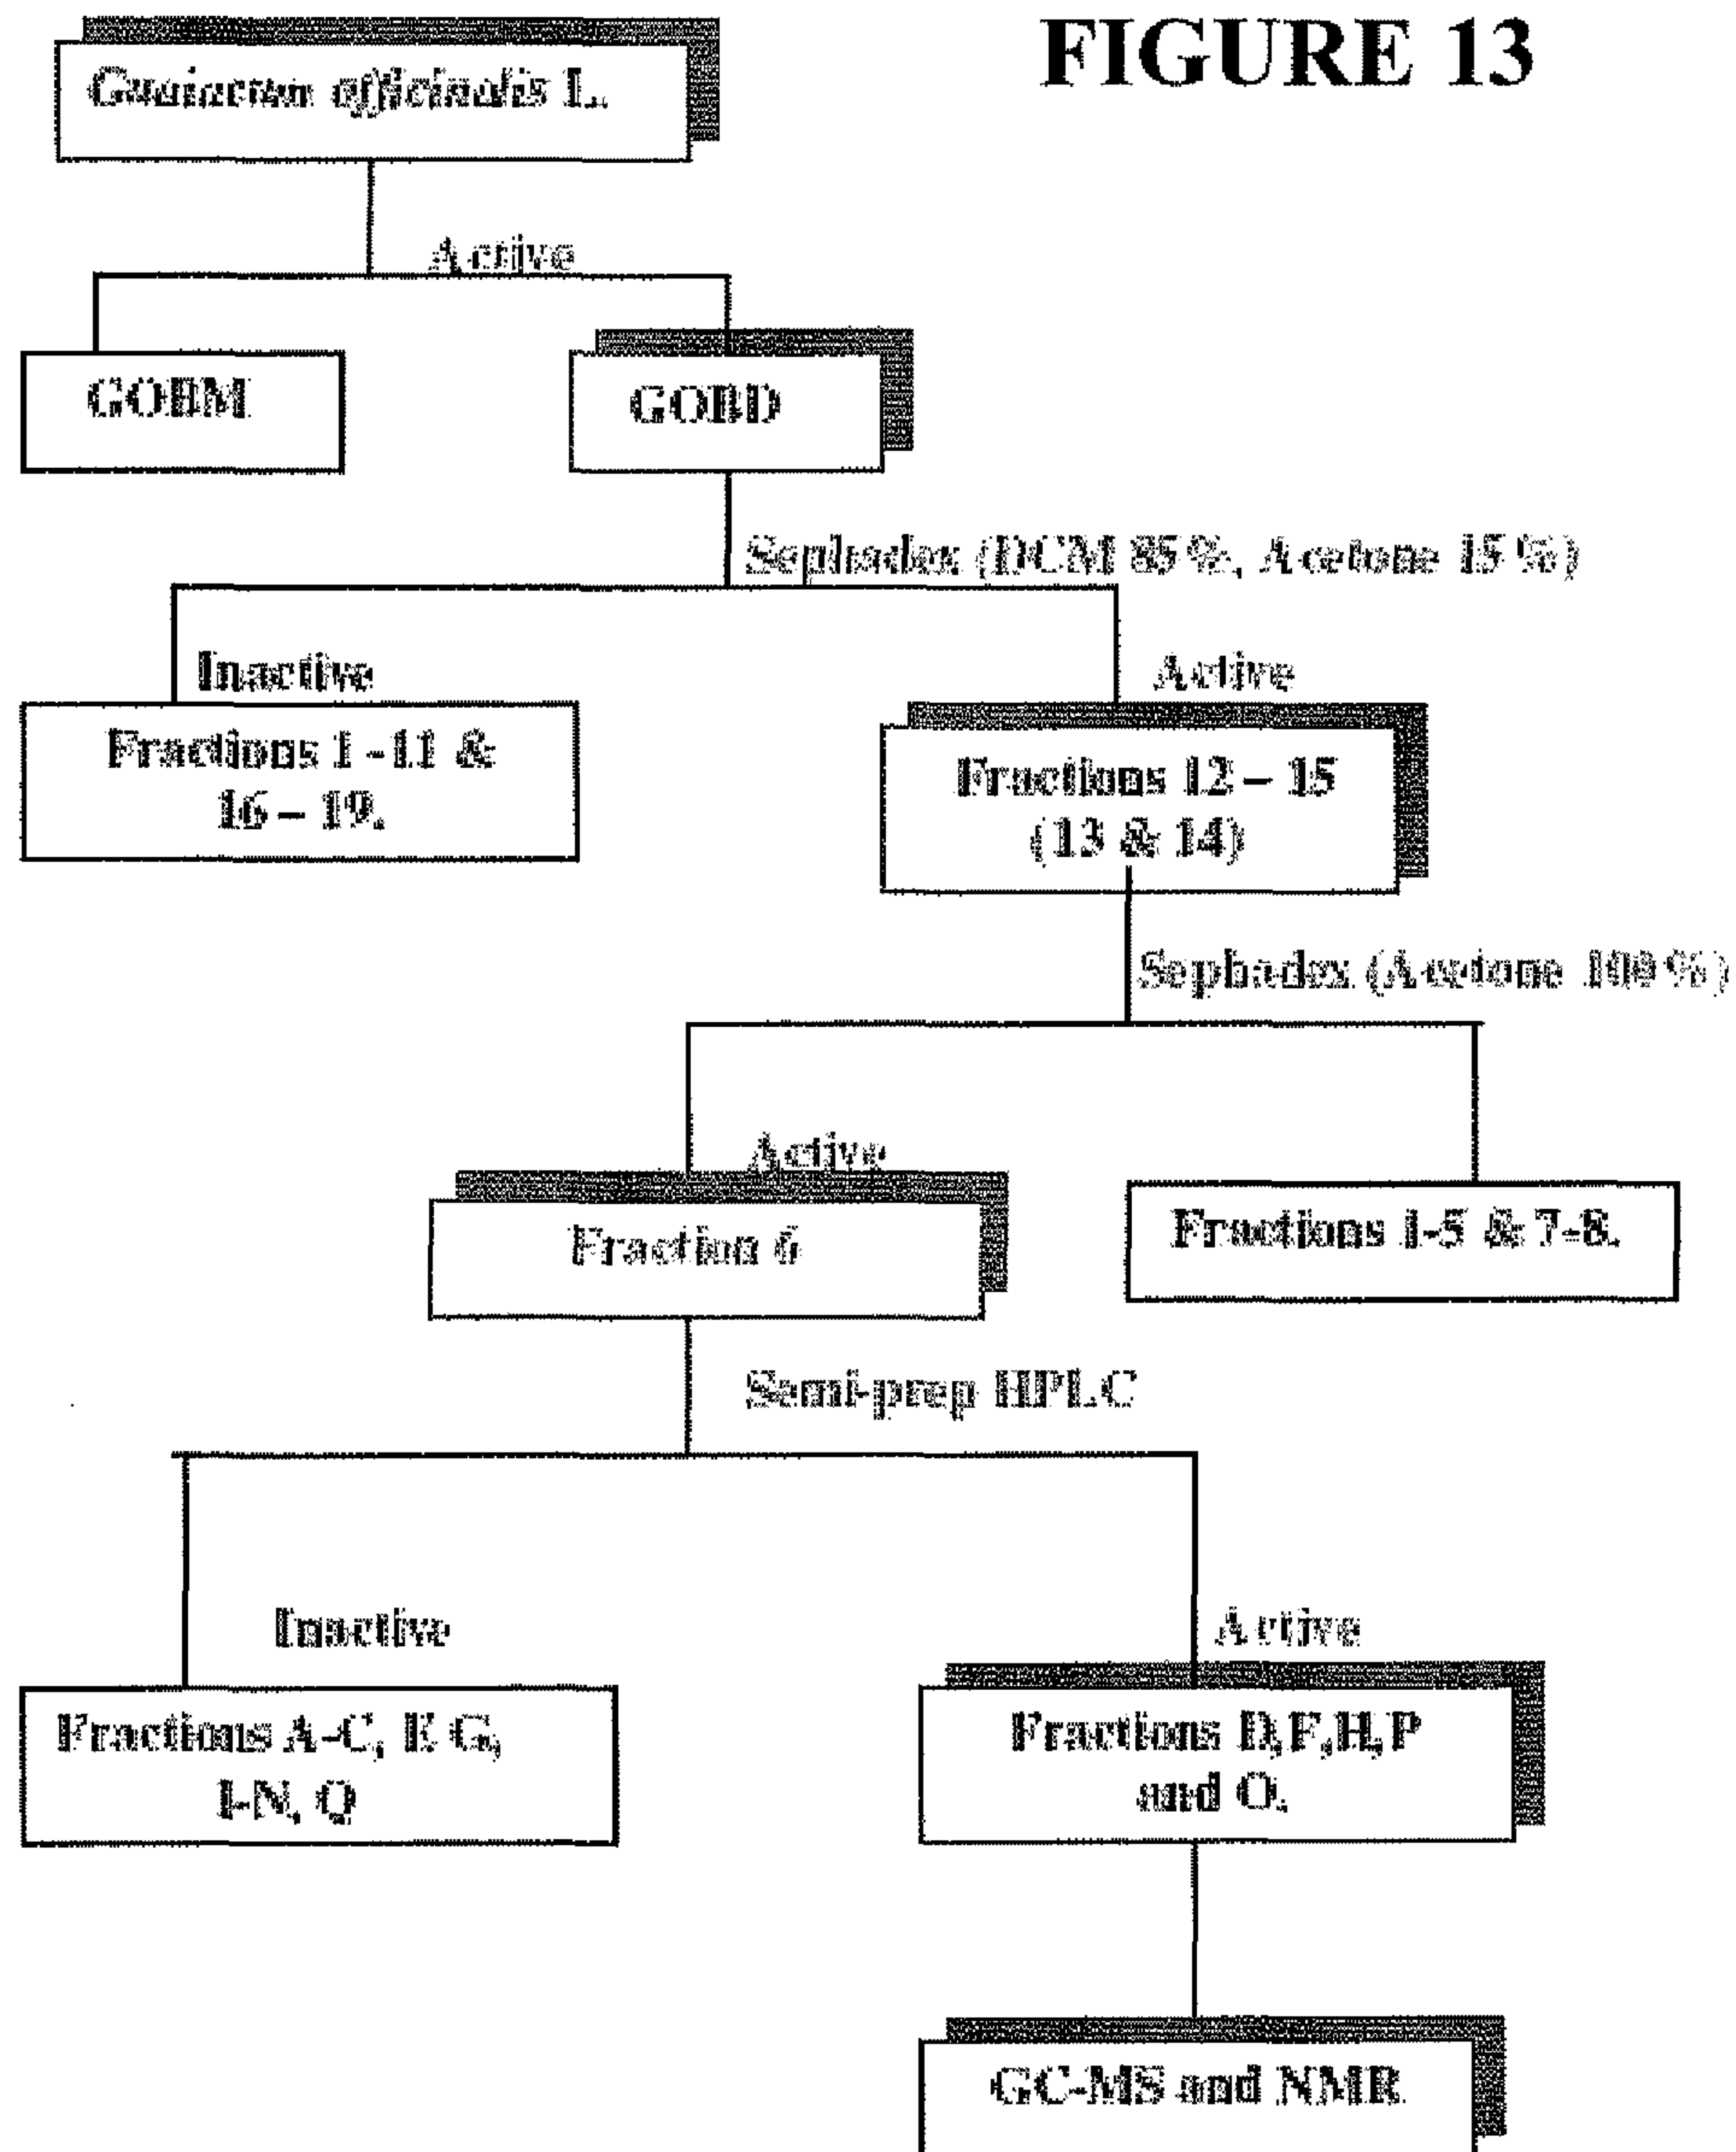 FIGURE 13
Guaiacum officinalis L.
Active
GOBM
GOBD
Sephadex (DCM 85 %, Acetone 15 %)
Inactive
Active
Fractions 1 -11 &
16 – 19.
Fractions 12 – 15
(13 & 14)
Sephadex (Acetone 100 %)
Active
Fraction 6
Fractions 1-5 & 7-8.
Semi-prep HPLC
Inactive
Active
Fractions A-C, E G,
I-N, Q
Fractions D,F,H,P
and O.
GC-MS and NMR